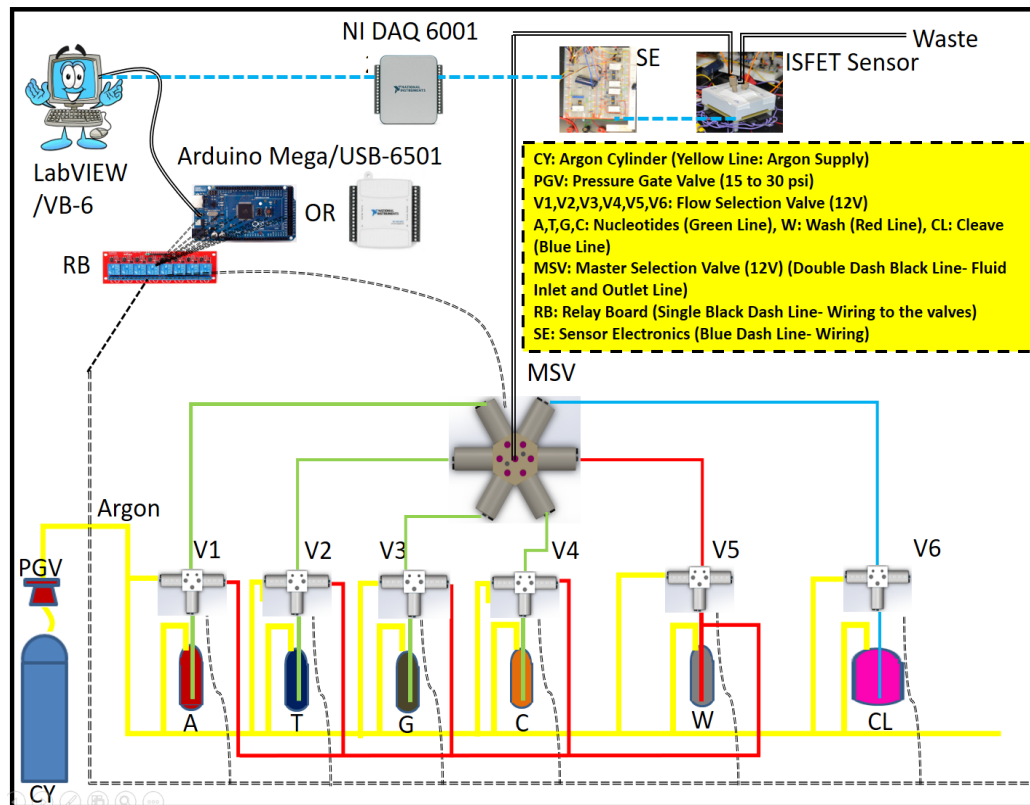 NI DAQ 6001
SE
Waste
ISFET Sensor
NATIONAL INSTRUMENTS
LabVIEW
/VB-6
Arduino Mega/USB-6501
OR
RB
CY: Argon Cylinder (Yellow Line: Argon Supply)
PGV: Pressure Gate Valve (15 to 30 psi)
V1,V2,V3,V4,V5,V6: Flow Selection Valve (12V)
A,T,G,C: Nucleotides (Green Line), W: Wash (Red Line), CL: Cleave
(Blue Line)
MSV: Master Selection Valve (12V) (Double Dash Black Line- Fluid
Inlet and Outlet Line)
RB: Relay Board (Single Black Dash Line- Wiring to the valves)
SE: Sensor Electronics (Blue Dash Line- Wiring)
MSV
Argon
PGV
V1
V2
V3
V4
V5
V6
A
T
G
C
W
CL
CY